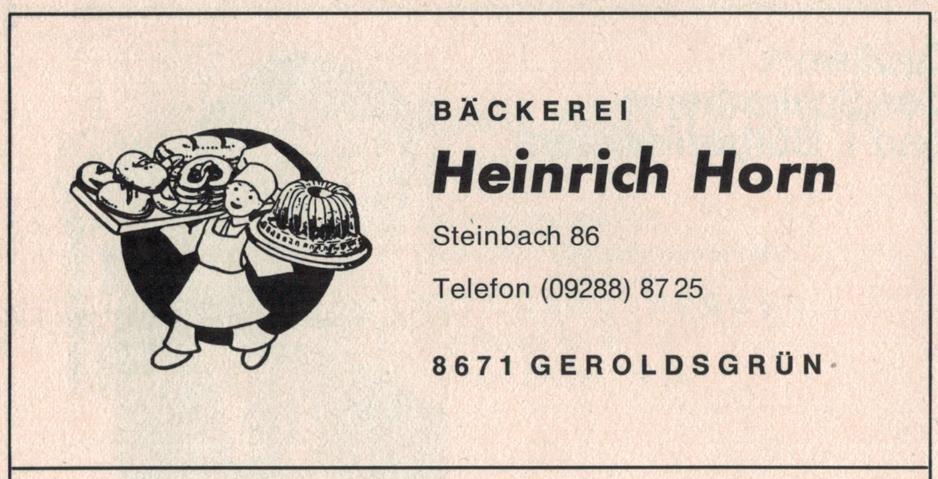 BÄCKEREI
Heinrich Horn
Steinbach 86
Telefon (09288) 87 25
8671 GEROLDSGRÜN